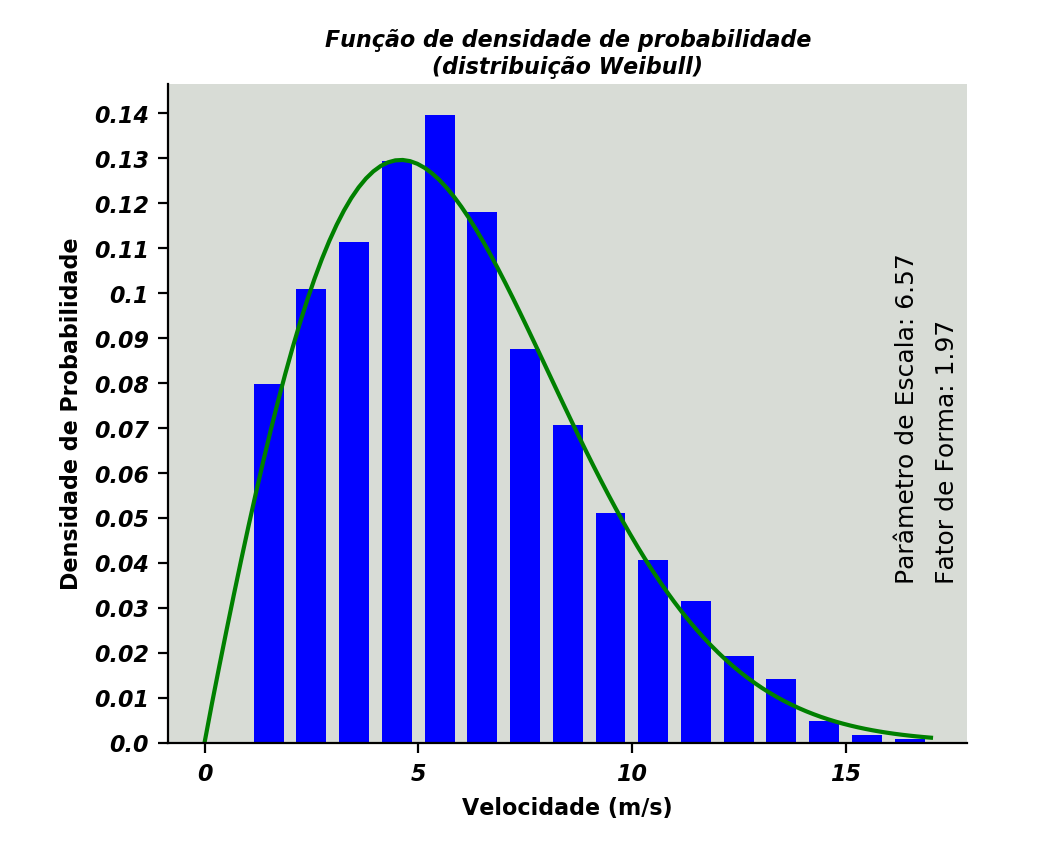 Função de densidade de probabilidade
(distribuição Weibull)
Densidade de Probabilidade
0.14
0.13
0.12
0.11
0.1
0.09
0.08
0.07
0.06
0.05
0.04
0.03
0.02
0.01
0.0
Parâmetro de Escala: 6.57
Fator de Forma: 1.97
0 5 10 15
Velocidade (m/s)